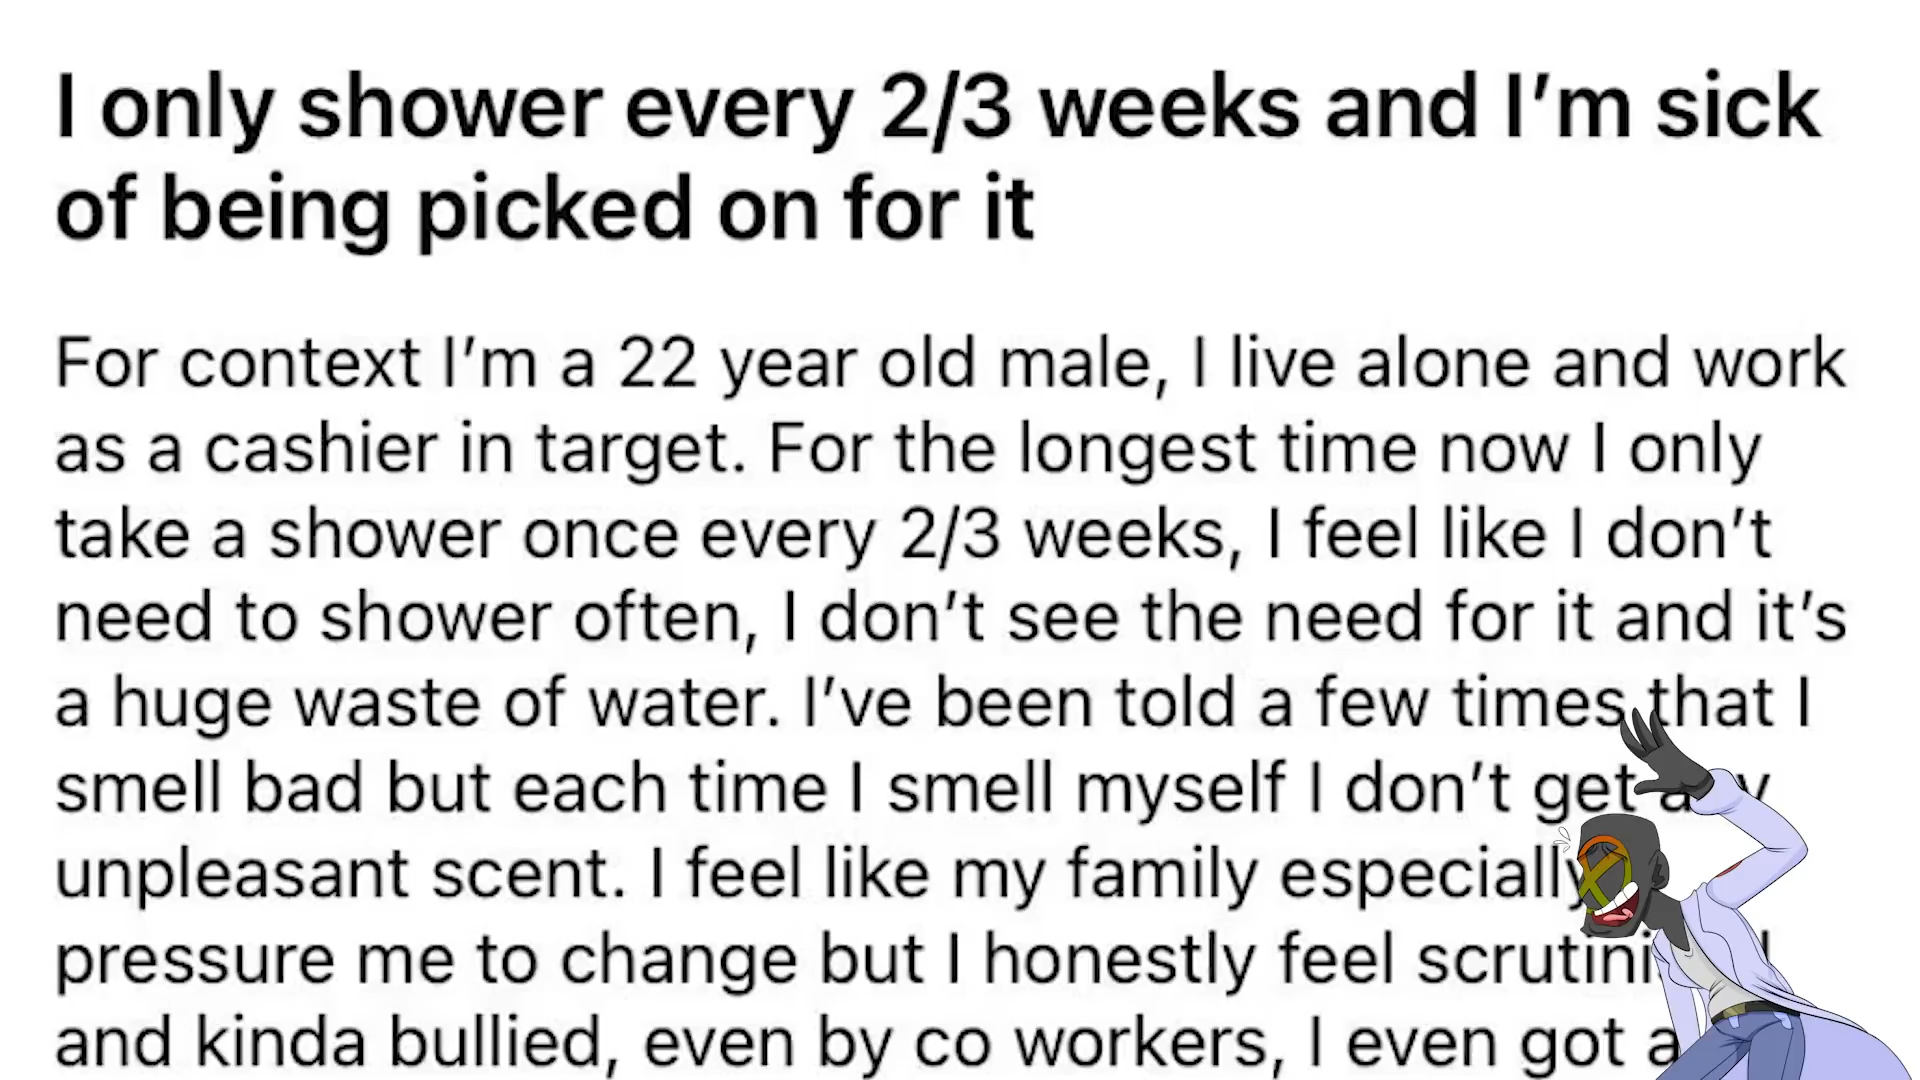 I only shower every 2/3 weeks and I’m sick
of being picked on for it
For context I’m a 22 year old male, I live alone and work
as a cashier in target. For the longest time now I only
take a shower once every 2/3 weeks, I feel like I don’t
need to shower often, I don’t see the need for it and it’s
a huge waste of water. I’ve been told a few times that I
smell bad but each time I smell myself I don’t get any
unpleasant scent. I feel like my family especially
pressure me to change but I honestly feel
and kinda bullied, even by co workers, I even got a